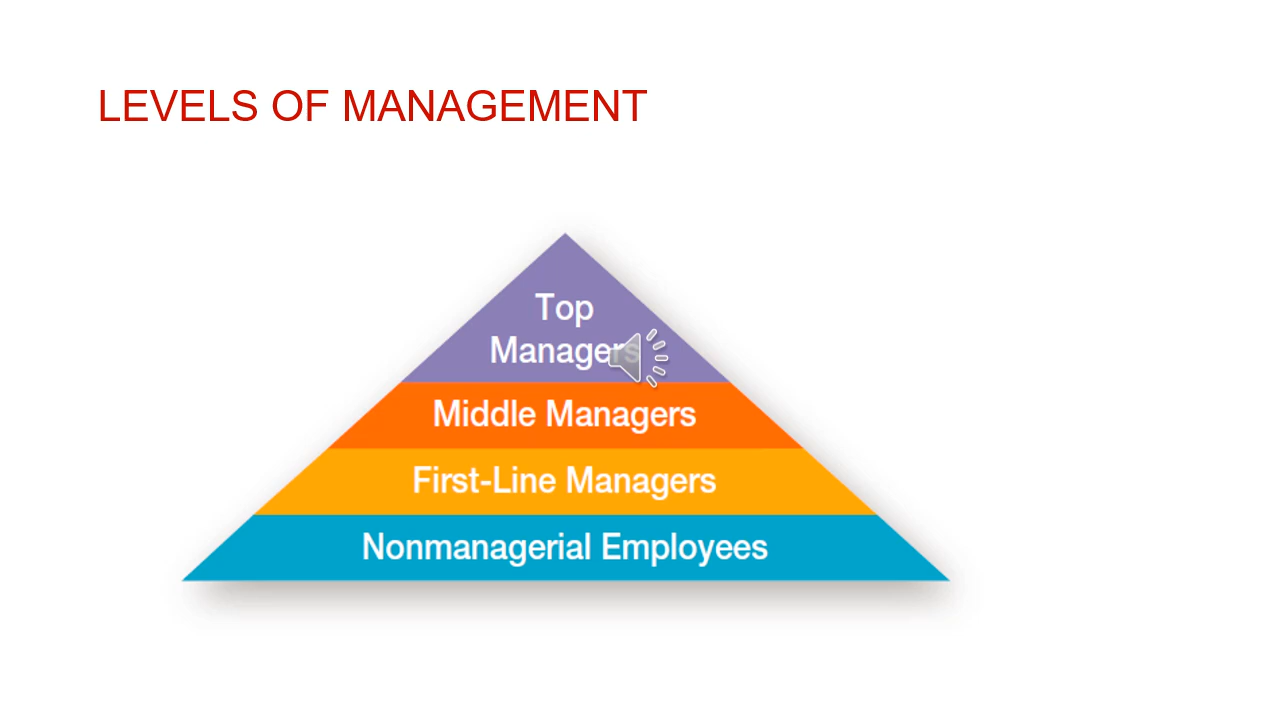 LEVELS OF MANAGEMENT
Top
Managers
Middle Managers
First-Line Managers
Nonmanagerial Employees